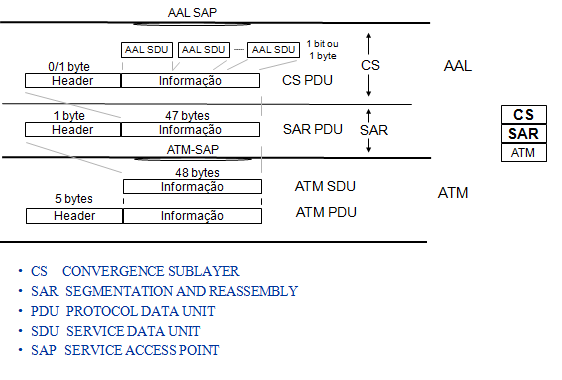 AAL SAP
AAL SDU AAL SDU AAL SDU 1 bit ou
1 byte
0/1 byte
Header Informação CS PDU CS AAL
1 byte 47 bytes
Header Informação SAR PDU SAR
ATM-SAP
48 bytes
Informação ATM SDU
5 bytes
Header Informação ATM PDU
ATM
CS
SAR
ATM
• CS CONVERGENCE SUBLAYER
• SAR SEGMENTATION AND REASSEMBLY
• PDU PROTOCOL DATA UNIT
• SDU SERVICE DATA UNIT
• SAP SERVICE ACCESS POINT